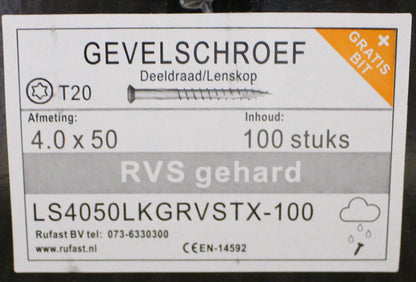 GEVELSCHROEF
Deeldraad/Lenskop
+ GRATIS
BIT
T20
Afmeting:
4.0 x 50
Inhoud:
100 stuks
RVS gehard
LS4050LKGRVSTX-100
Rufast BV tel: 073-6330300
www.rufast.nl
CE EN-14592